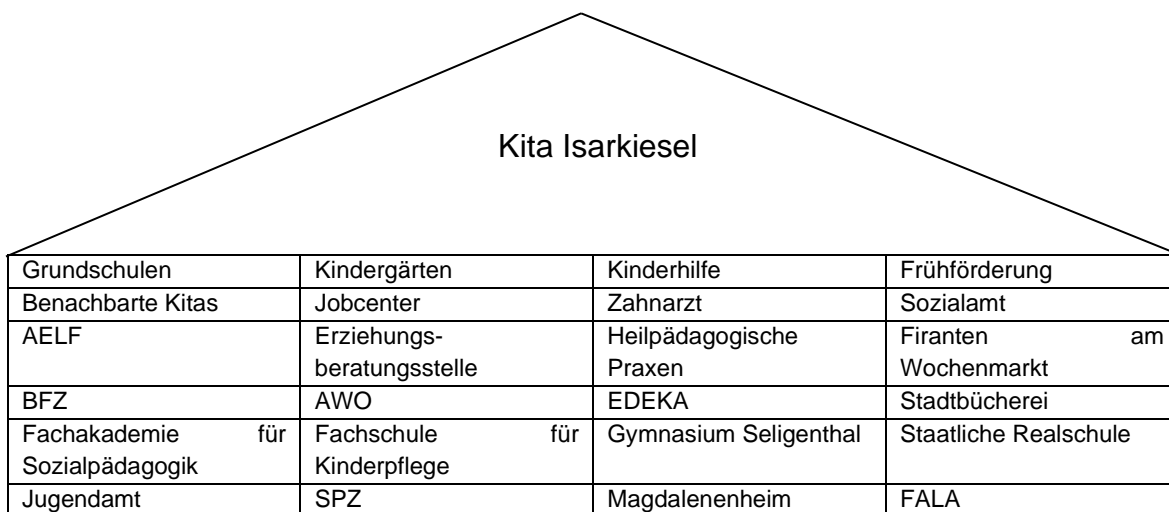 Kita Isarkiesel
Grundschulen Kindergärten Kinderhilfe Frühförderung
Benachbarte Kitas Jobcenter Zahnarzt Sozialamt
AELF Erziehungs- Heilpädagogische Firanten am
beratungsstelle Praxen Wochenmarkt
BFZ AWO EDEKA Stadtbücherei
Fachakademie für Fachschule für Gymnasium Seligenthal Staatliche Realschule
Sozialpädagogik Kinderpflege
Jugendamt SPZ Magdalenenheim FALA